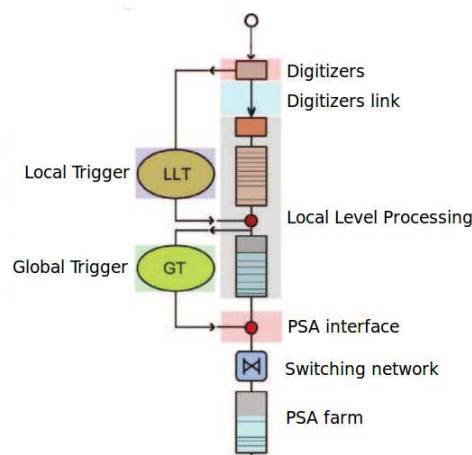 Digitizers
Digitizers link
Local Trigger
LLT
Local Level Processing
Global Trigger
GT
PSA interface
Switching network
PSA farm